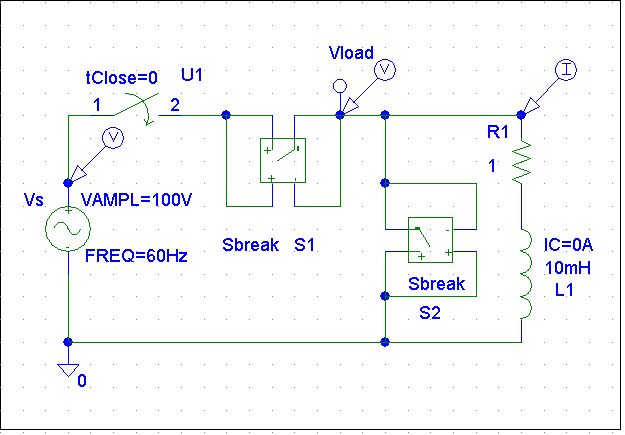 Vload
tClose=0
U1
V
I
1
2
V
R1
1
Vs
VAMPL=100V
+
-
+
-
FREQ=60Hz
Sbreak
S1
-
-
+
+
IC=0A
10mH
L1
Sbreak
S2
0